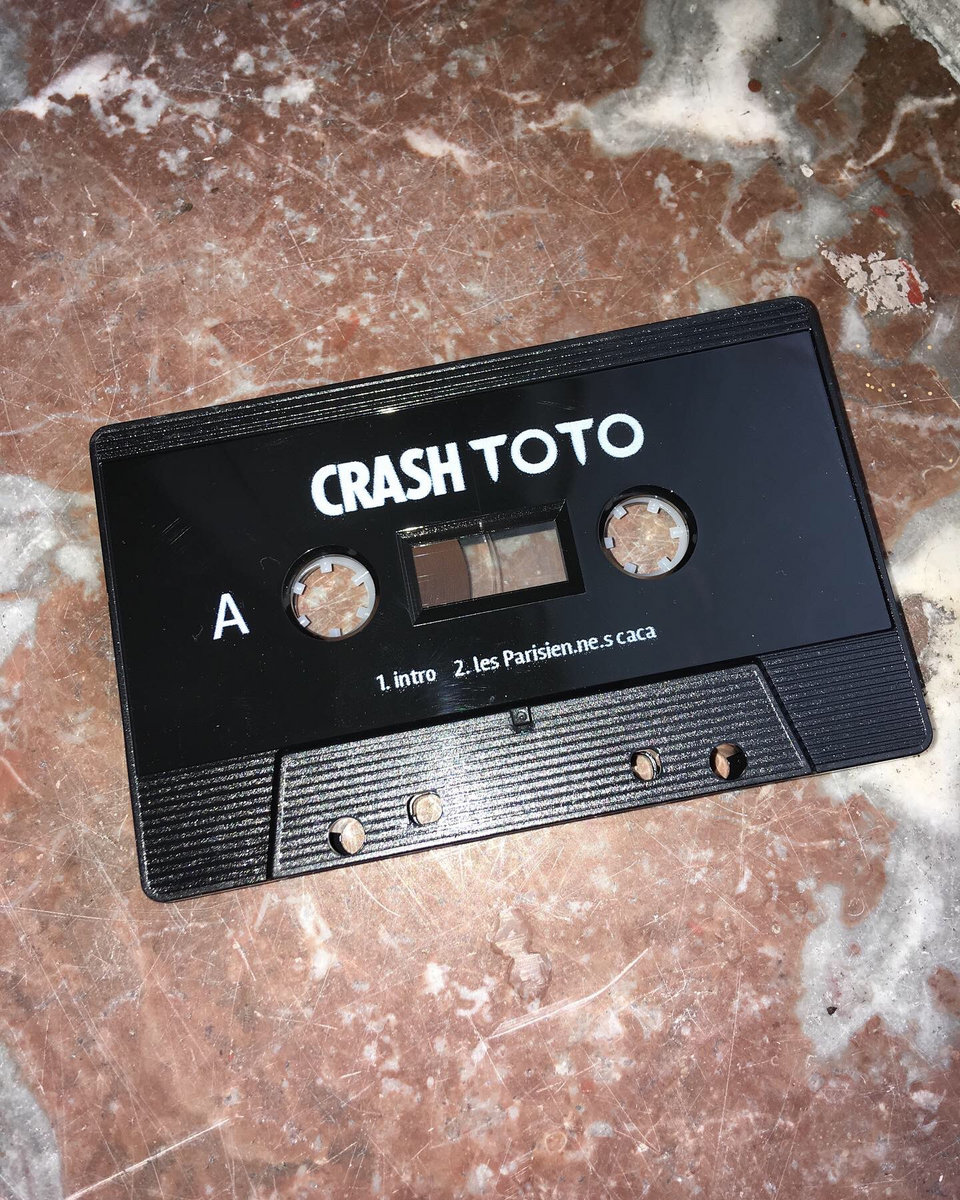 CRASH TOTO
A
1. intro 2. les Parisien.ne.s caca